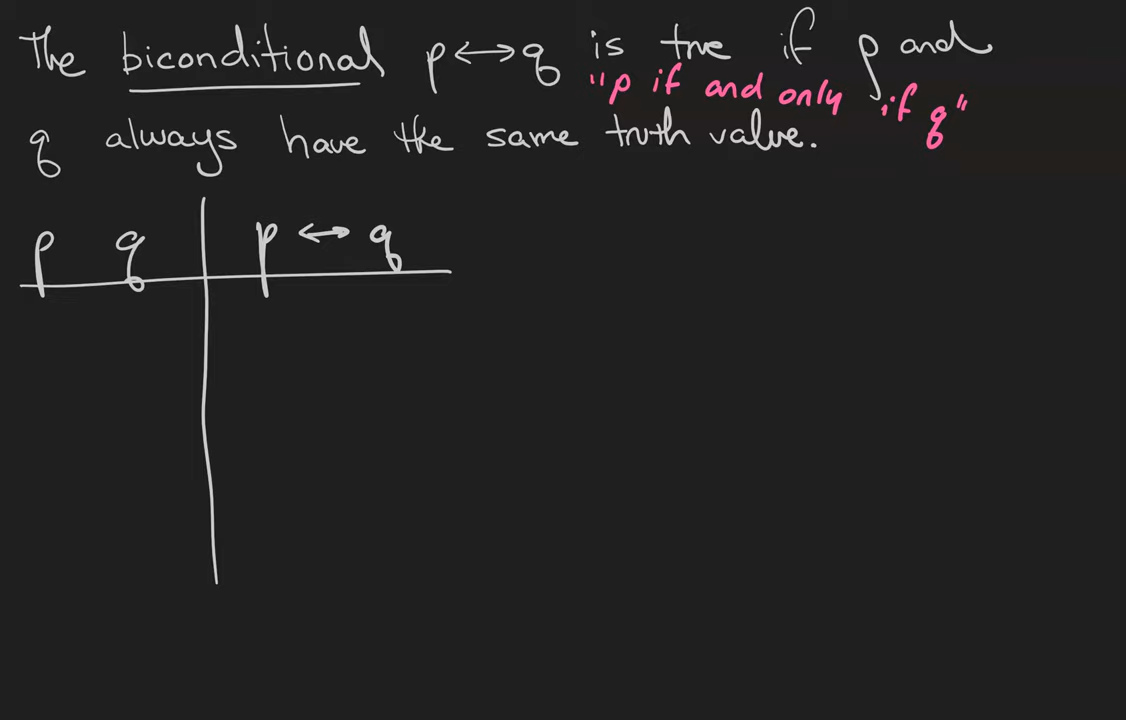 The biconditional p↔q is true if p and
"p if and only if q"
q always have the same truth value.
p q p ↔ q